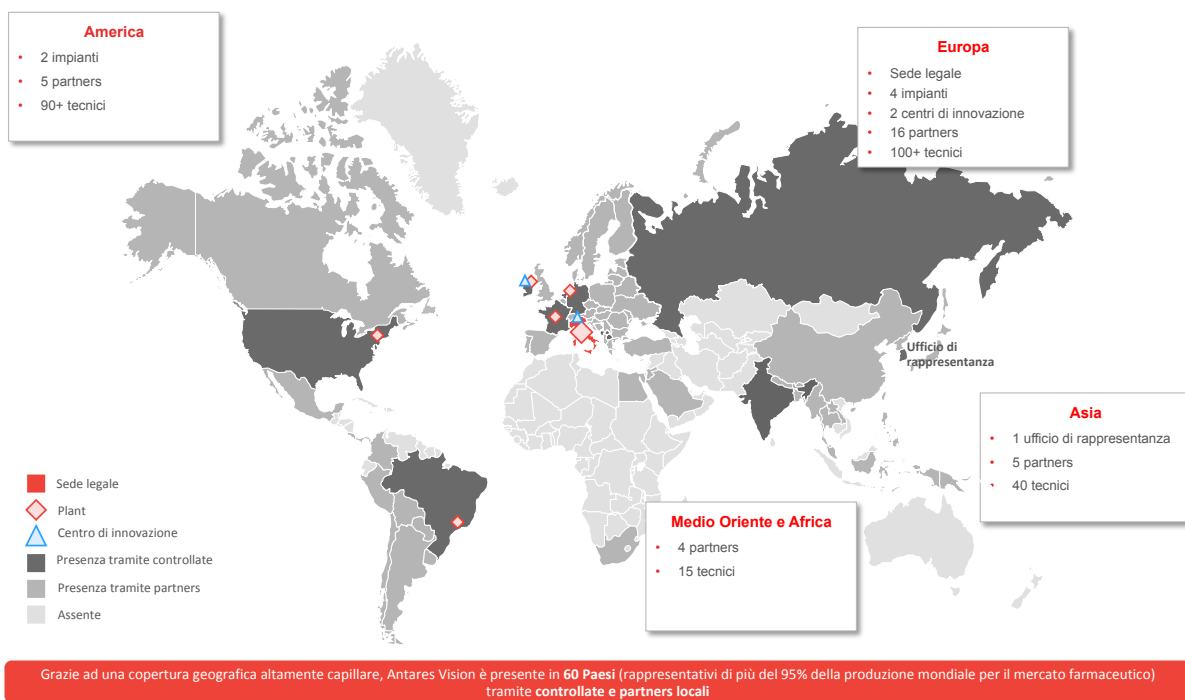 America
• 2 impianti
• 5 partners
• 90+ tecnici
Europa
• Sede legale
• 4 impianti
• 2 centri di innovazione
• 16 partners
• 100+ tecnici
Ufficio di
rappresentanza
Asia
• 1 ufficio di rappresentanza
• 5 partners
• 40 tecnici
Medio Oriente e Africa
• 4 partners
• 15 tecnici
Sede legale
Plant
Centro di innovazione
Presenza tramite controllate
Presenza tramite partners
Assente
Grazie ad una copertura geografica altamente capillare, Antares Vision è presente in 60 Paesi (rappresentativi di più del 95% della produzione mondiale per il mercato farmaceutico)
tramite controllate e partners locali